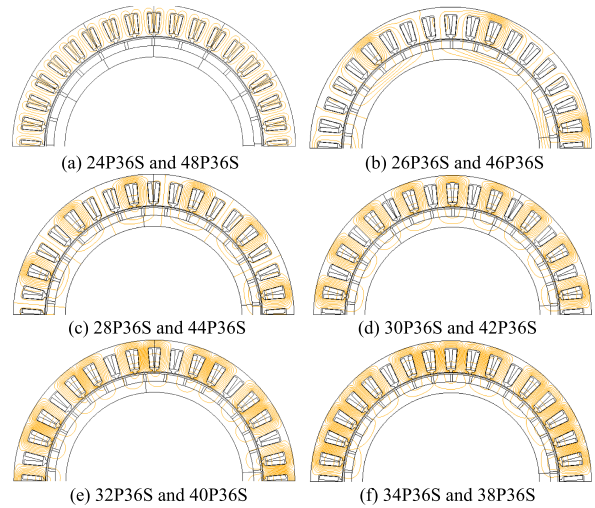 (a) 24P36S and 48P36S
(b) 26P36S and 46P36S
(c) 28P36S and 44P36S
(d) 30P36S and 42P36S
(e) 32P36S and 40P36S
(f) 34P36S and 38P36S